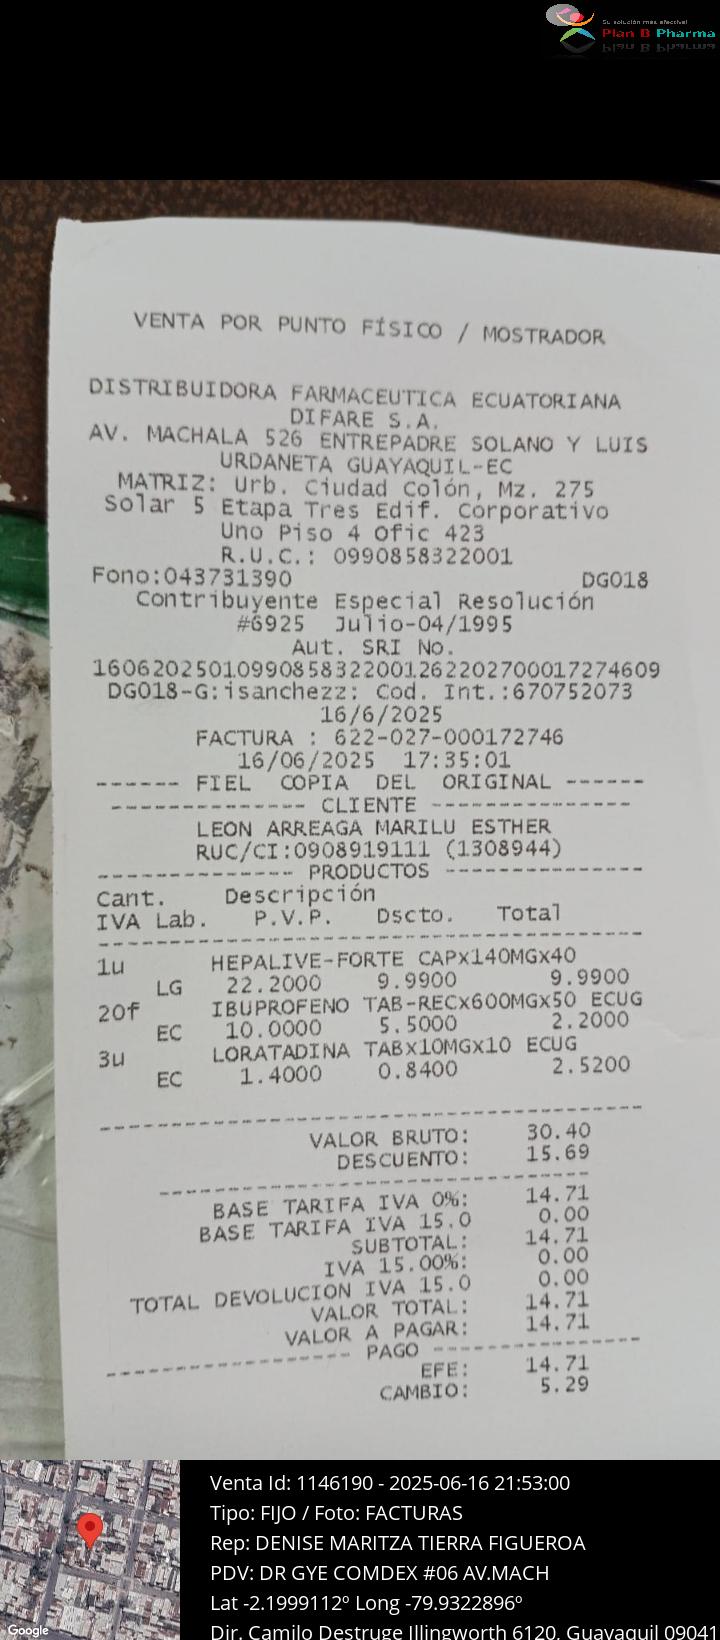 Su solución más efectiva!
Plan B Pharma
VENTA POR PUNTO FÍSICO / MOSTRADOR
DISTRIBUIDORA FARMACEUTICA ECUATORIANA
DIFARE S.A.
AV. MACHALA 526 ENTREPADRE SOLANO Y LUIS
URDANETA GUAYAQUIL-EC
MATRIZ: Urb. Ciudad Colón, Mz. 275
Solar 5 Etapa Tres Edif. Corporativo
Uno Piso 4 Ofic 423
R.U.C.: 0990858322001
Fono:043731390 DG018
Contribuyente Especial Resolución
#6925 Julio-04/1995
Aut. SRI No.
1606202501099085832200126220270001727460​9
DG018-G:isanchezz: Cod. Int.:670752073
16/6/2025
FACTURA : 622-027-000172746
16/06/2025 17:35:01
------ FIEL COPIA DEL ORIGINAL ------
--------------- CLIENTE ---------------
LEON ARREAGA MARILU ESTHER
RUC/CI:0908919111 (1308944)
-------------- PRODUCTOS ---------------
Cant. Descripción
IVA Lab. P.V.P. Dscto. Total
1u HEPALIVE-FORTE CAPx140MGx40
LG 22.2000 9.9900 9.9900
20f IBUPROFENO TAB-RECx600MGx50 ECUG
EC 10.0000 5.5000 2.2000
3u LORATADINA TABx10MGx10 ECUG
EC 1.4000 0.8400 2.5200
VALOR BRUTO: 30.40
DESCUENTO: 15.69
BASE TARIFA IVA 0%: 14.71
BASE TARIFA IVA 15.0 0.00
SUBTOTAL: 14.71
IVA 15.00%: 0.00
TOTAL DEVOLUCION IVA 15.0 0.00
VALOR TOTAL: 14.71
VALOR A PAGAR: 14.71
----------------- PAGO ----------------
EFE: 14.71
CAMBIO: 5.29
Venta Id: 1146190 - 2025-06-16 21:53:00
Tipo: FIJO / Foto: FACTURAS
Rep: DENISE MARITZA TIERRA FIGUEROA
PDV: DR GYE COMDEX #06 AV.MACH
Lat -2.1999112º Long -79.9322896º
Dir. Camilo Destruge Illingworth 6120, Guayaquil 09041
Google